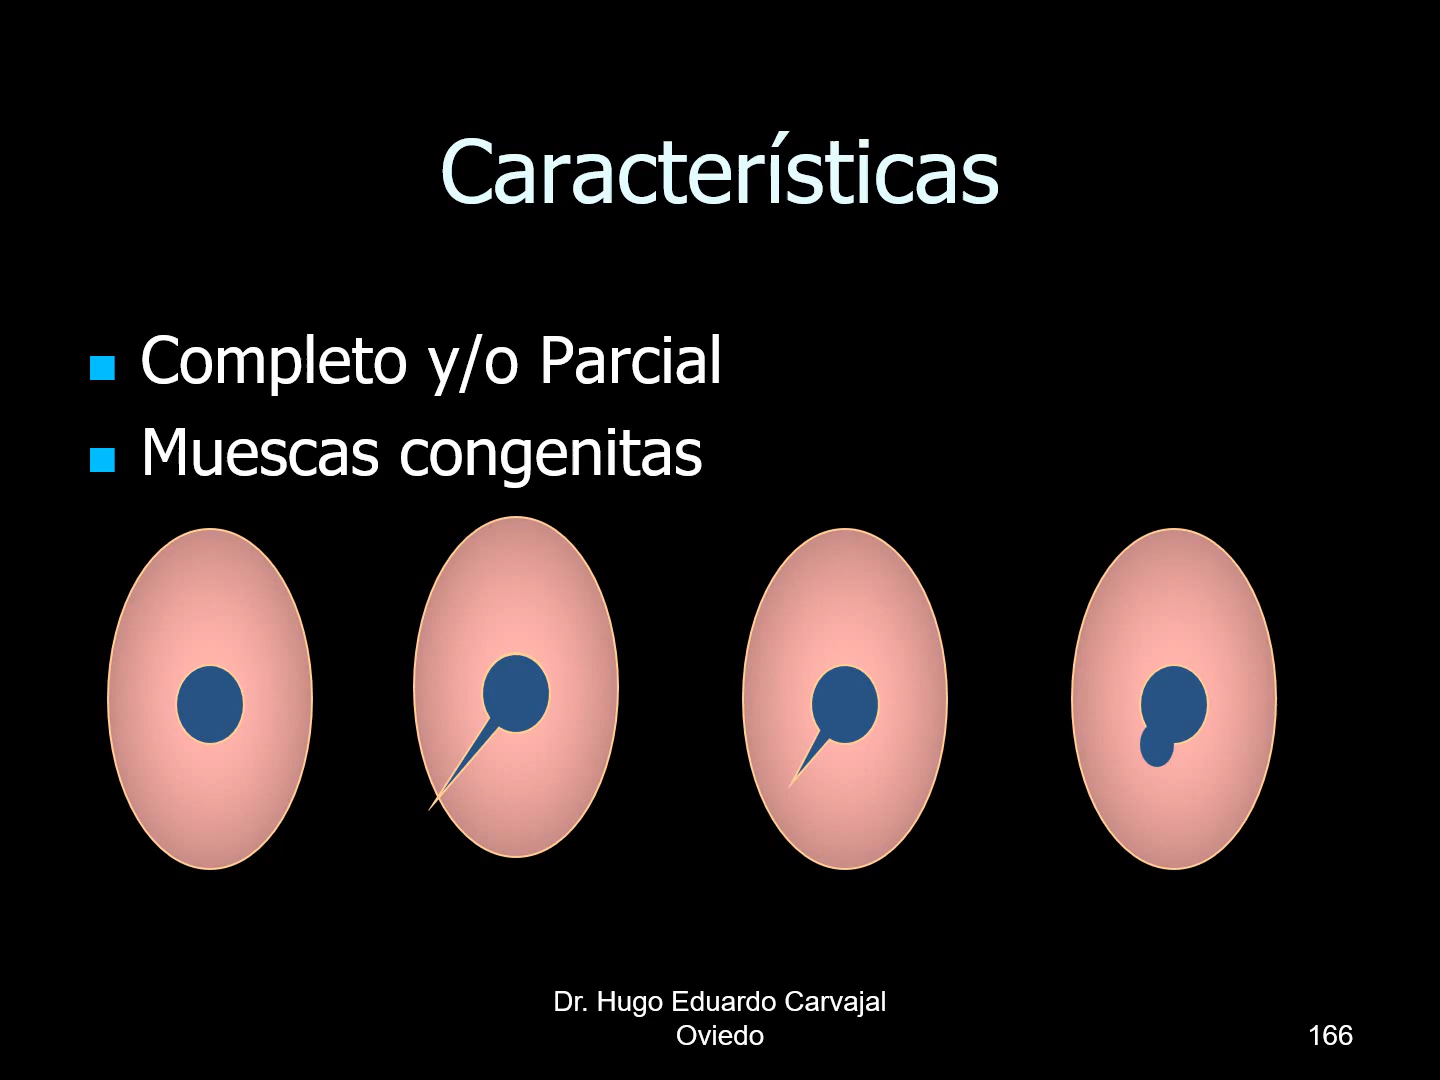 Características
Completo y/o Parcial
Muescas congenitas
Dr. Hugo Eduardo Carvajal
Oviedo
166